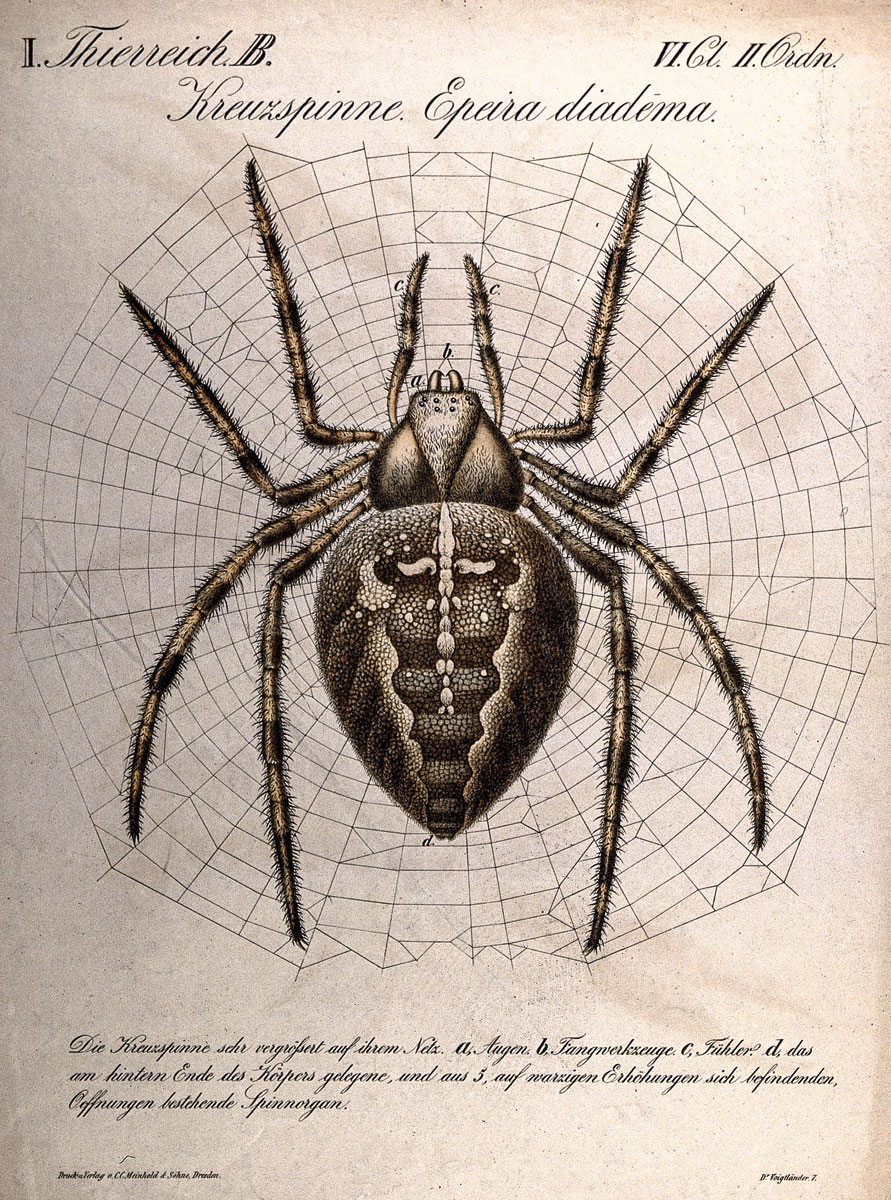 I. Thierreich. B.
VI. Cl. II. Ordn.
Kreuzspinne. Epeira diadēma.
c.
c.
b.
a.
d.
Die Kreuzspinne sehr vergrößert auf ihrem Netz. a, Augen. b, Fangwerkzeuge. c, Fühler. d, das
am hintern Ende des Körpers gelegene, und aus 5, auf warzigen Erhöhungen sich befindenden,
Oeffnungen bestehende Spinnorgan.
Druck u. Verlag v. C.C. Meinhold & Söhne, Dresden.
Dr. Voigtländer. 7.